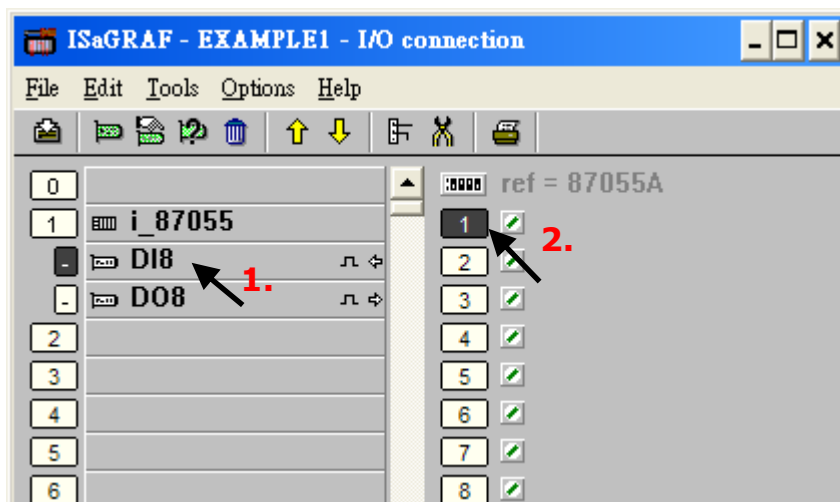 ISaGRAF - EXAMPLE1 - I/O connection
File Edit Tools Options Help
0
1 i_87055
- DI8
- DO8
2
3
4
5
6
1.
ref = 87055A
1
2
3
4
5
6
7
8
2.